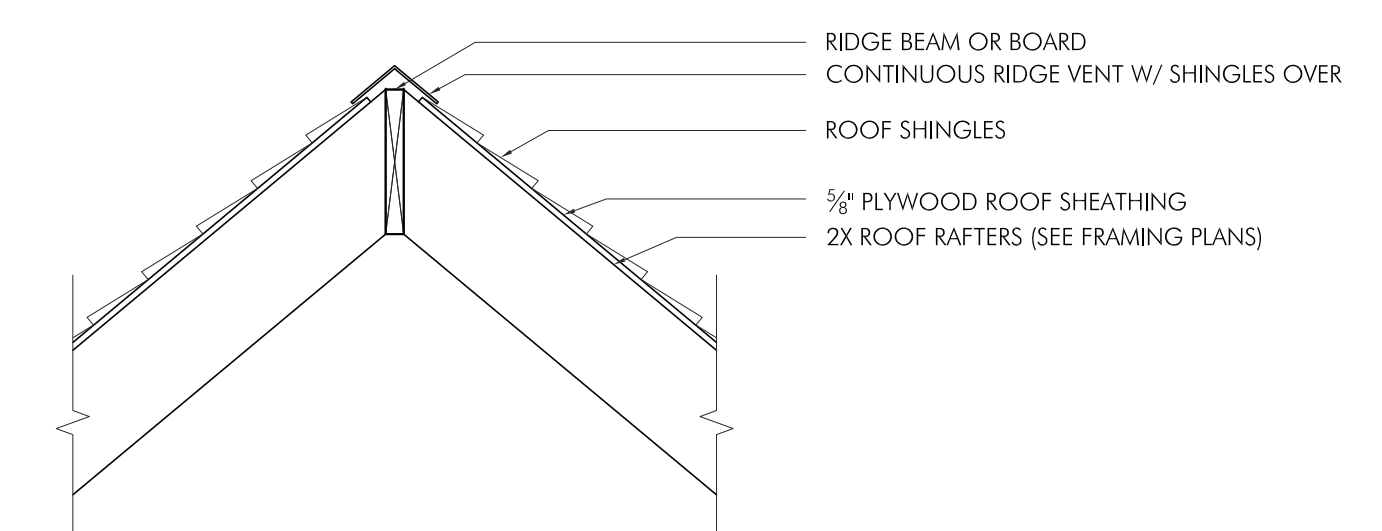 RIDGE BEAM OR BOARD
CONTINUOUS RIDGE VENT W/ SHINGLES OVER
ROOF SHINGLES
5/8" PLYWOOD ROOF SHEATHING
2X ROOF RAFTERS (SEE FRAMING PLANS)